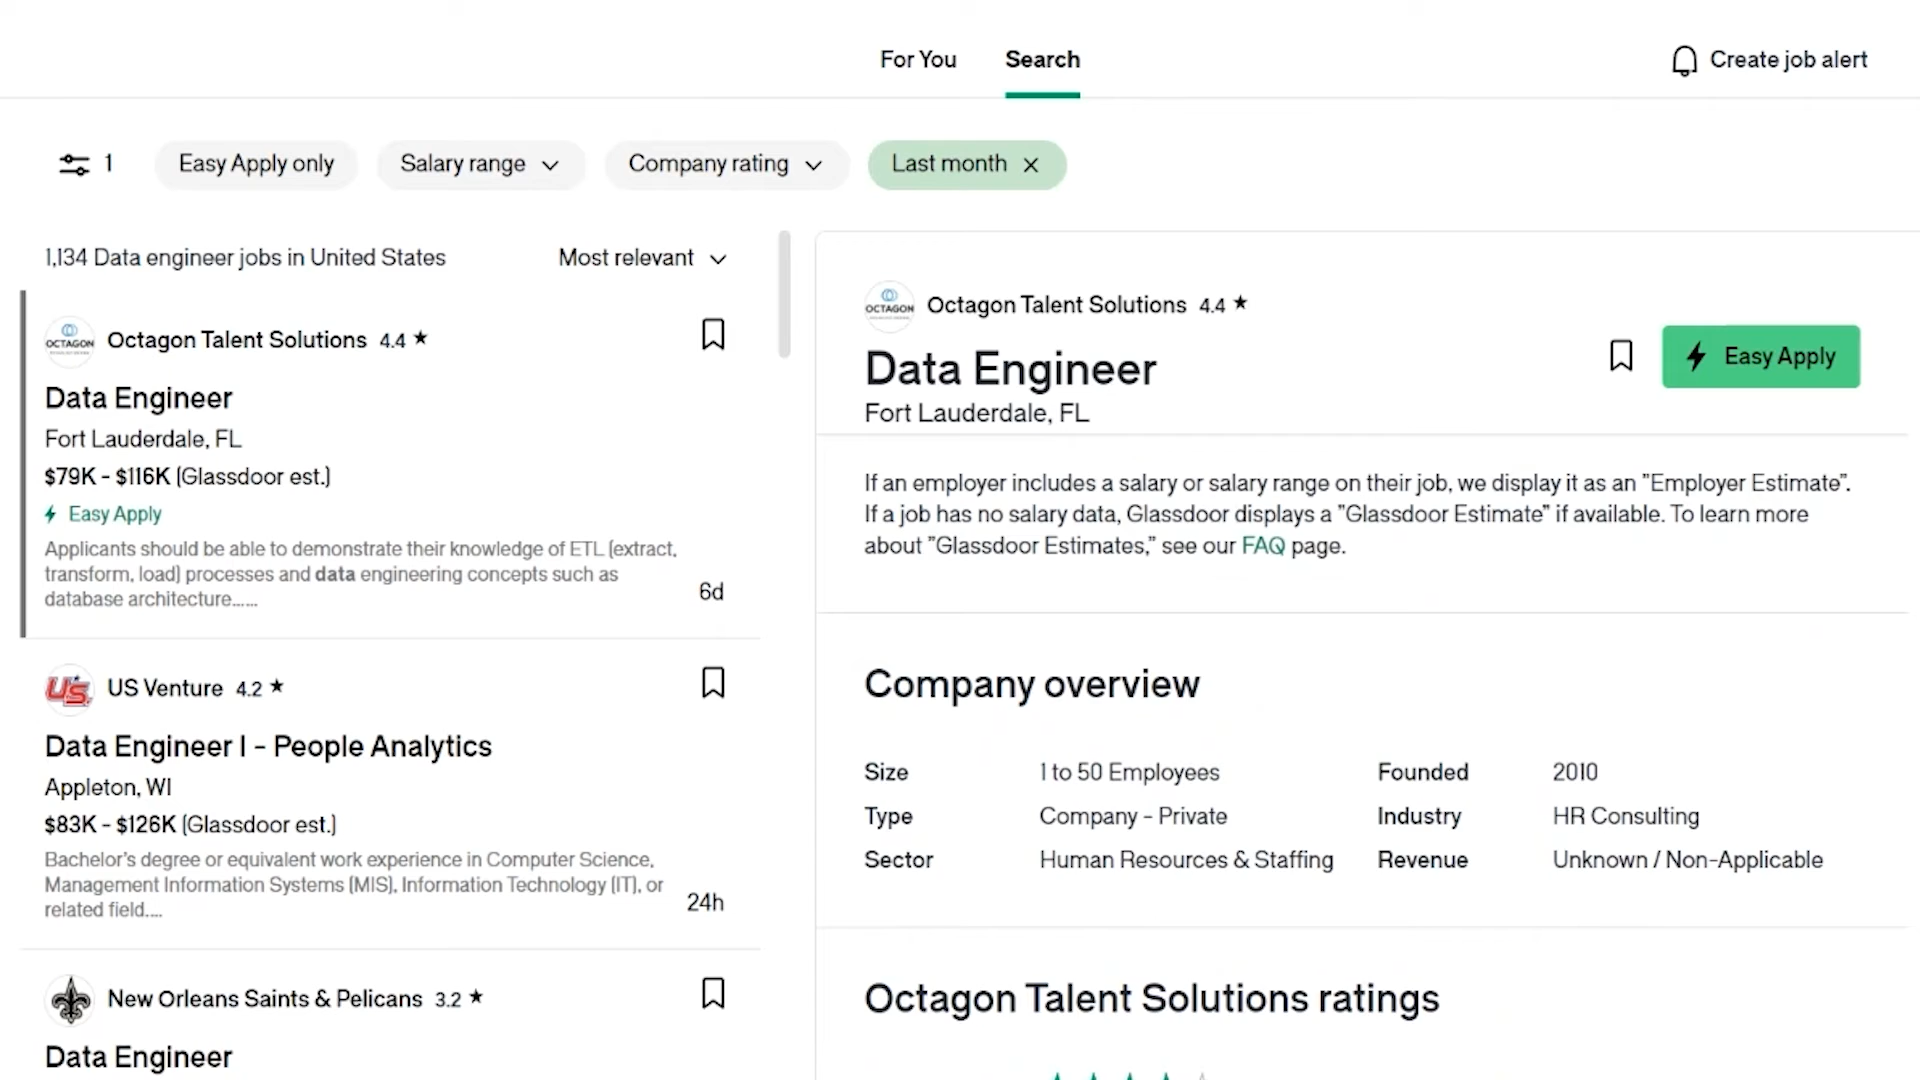 For You
Search
Create job alert
1
Easy Apply only
Salary range
Company rating
Last month
1,134 Data engineer jobs in United States
Most relevant
OCTAGON
Octagon Talent Solutions 4.4 ★
Data Engineer
Fort Lauderdale, FL
$79K - $116K (Glassdoor est.)
Easy Apply
Applicants should be able to demonstrate their knowledge of ETL (extract,
transform, load) processes and data engineering concepts such as
database architecture……
6d
US
US Venture 4.2 ★
Data Engineer I - People Analytics
Appleton, WI
$83K - $126K (Glassdoor est.)
Bachelor's degree or equivalent work experience in Computer Science,
Management Information Systems (MIS), Information Technology (IT), or
related field.…
24h
New Orleans Saints & Pelicans 3.2 ★
Data Engineer
OCTAGON
Octagon Talent Solutions 4.4 ★
Data Engineer
Fort Lauderdale, FL
Easy Apply
If an employer includes a salary or salary range on their job, we display it as an "Employer Estimate".
If a job has no salary data, Glassdoor displays a "Glassdoor Estimate" if available. To learn more
about "Glassdoor Estimates," see our FAQ page.
Company overview
Size 1 to 50 Employees Founded 2010
Type Company - Private Industry HR Consulting
Sector Human Resources & Staffing Revenue Unknown / Non-Applicable
Octagon Talent Solutions ratings